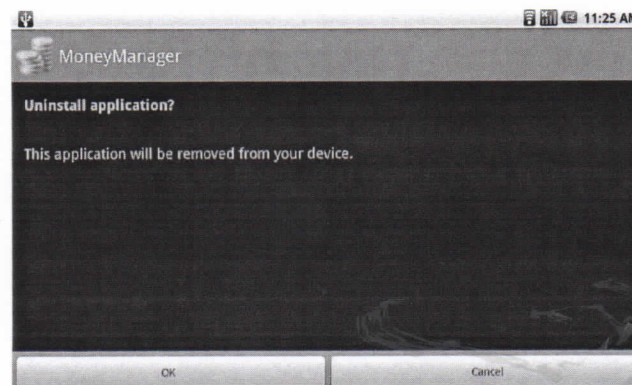 11:25 AM
MoneyManager
Uninstall application?
This application will be removed from your device.
OK
Cancel